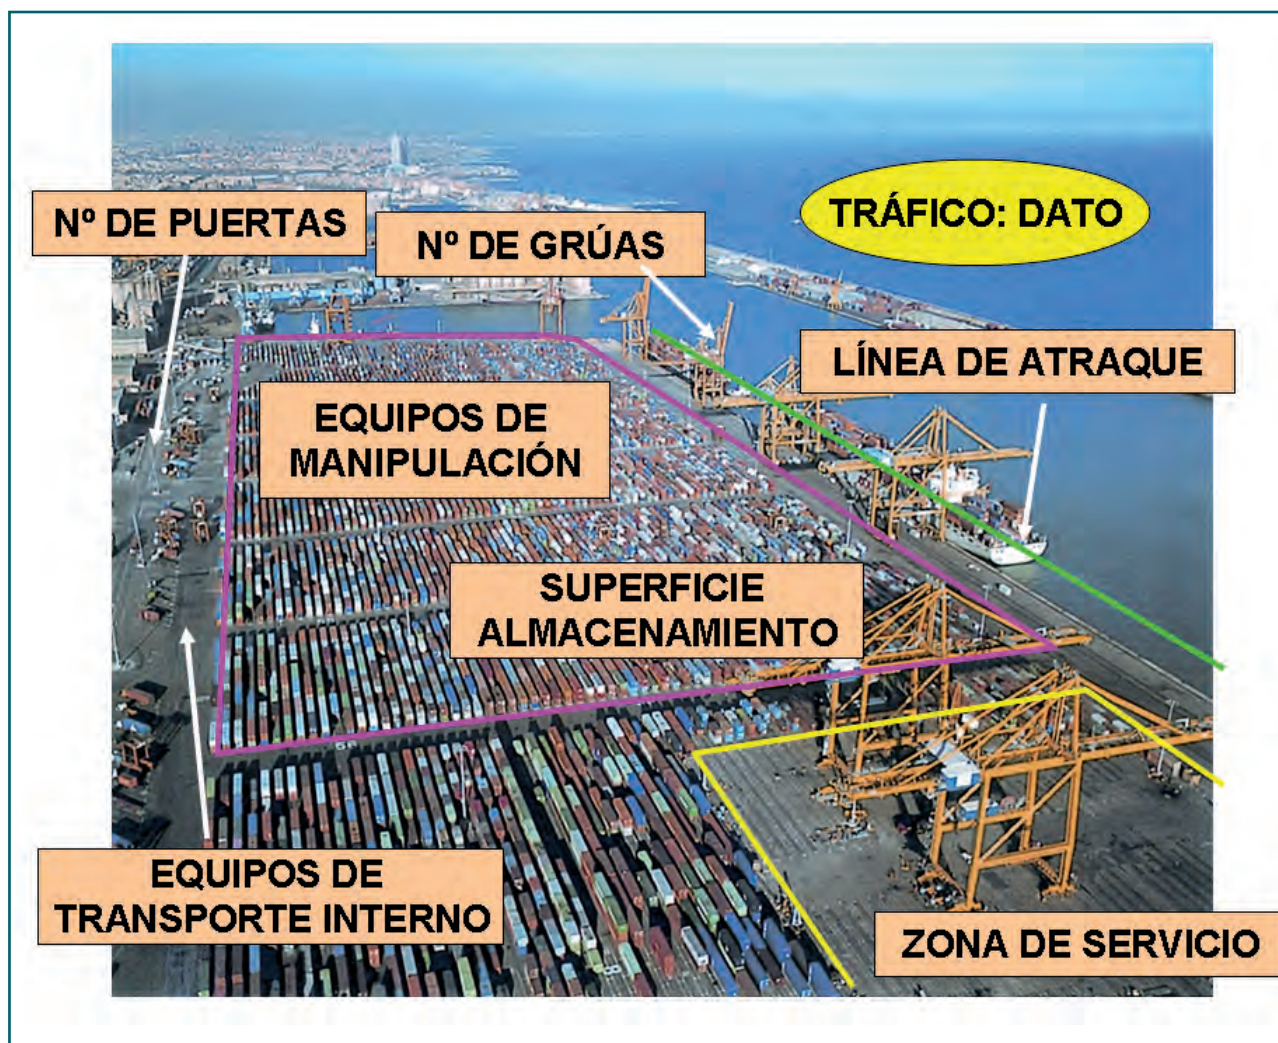 TRÁFICO: DATO
Nº DE PUERTAS
Nº DE GRÚAS
LÍNEA DE ATRAQUE
EQUIPOS DE
MANIPULACIÓN
SUPERFICIE
ALMACENAMIENTO
EQUIPOS DE
TRANSPORTE INTERNO
ZONA DE SERVICIO